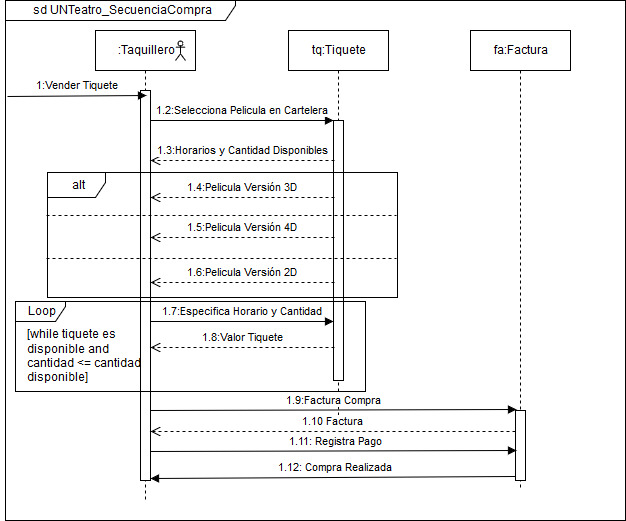 sd UNTeatro_SecuenciaCompra
:Taquillero
tq:Tiquete
fa:Factura
1:Vender Tiquete
1.2:Selecciona Pelicula en Cartelera
1.3:Horarios y Cantidad Disponibles
alt
1.4:Pelicula Versión 3D
1.5:Pelicula Versión 4D
1.6:Pelicula Versión 2D
Loop
1.7:Especifica Horario y Cantidad
[while tiquete es
disponible and
cantidad <= cantidad
disponible]
1.8:Valor Tiquete
1.9:Factura Compra
1.10 Factura
1.11: Registra Pago
1.12: Compra Realizada